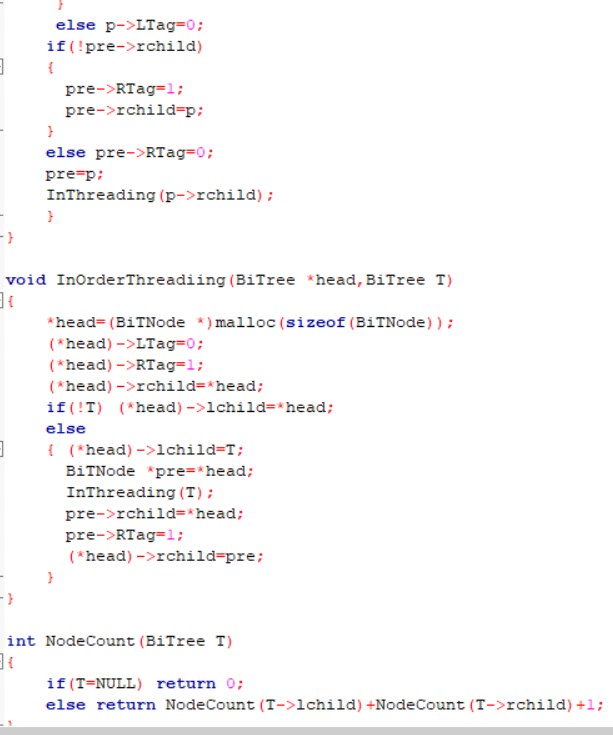 }
else p->LTag=0;
if(!pre->rchild)
{
pre->RTag=1;
pre->rchild=p;
}
else pre->RTag=0;
pre=p;
InThreading(p->rchild);
}
}
void InOrderThreadiing(BiTree *head,BiTree T)
{
*head=(BiTNode *)malloc(sizeof(BiTNode));
(*head)->LTag=0;
(*head)->RTag=1;
(*head)->rchild=*head;
if(!T) (*head)->lchild=*head;
else
{ (*head)->lchild=T;
BiTNode *pre=*head;
InThreading(T);
pre->rchild=*head;
pre->RTag=1;
(*head)->rchild=pre;
}
}
int NodeCount(BiTree T)
{
if(T=NULL) return 0;
else return NodeCount(T->lchild)+NodeCount(T->rchild)+1;
}